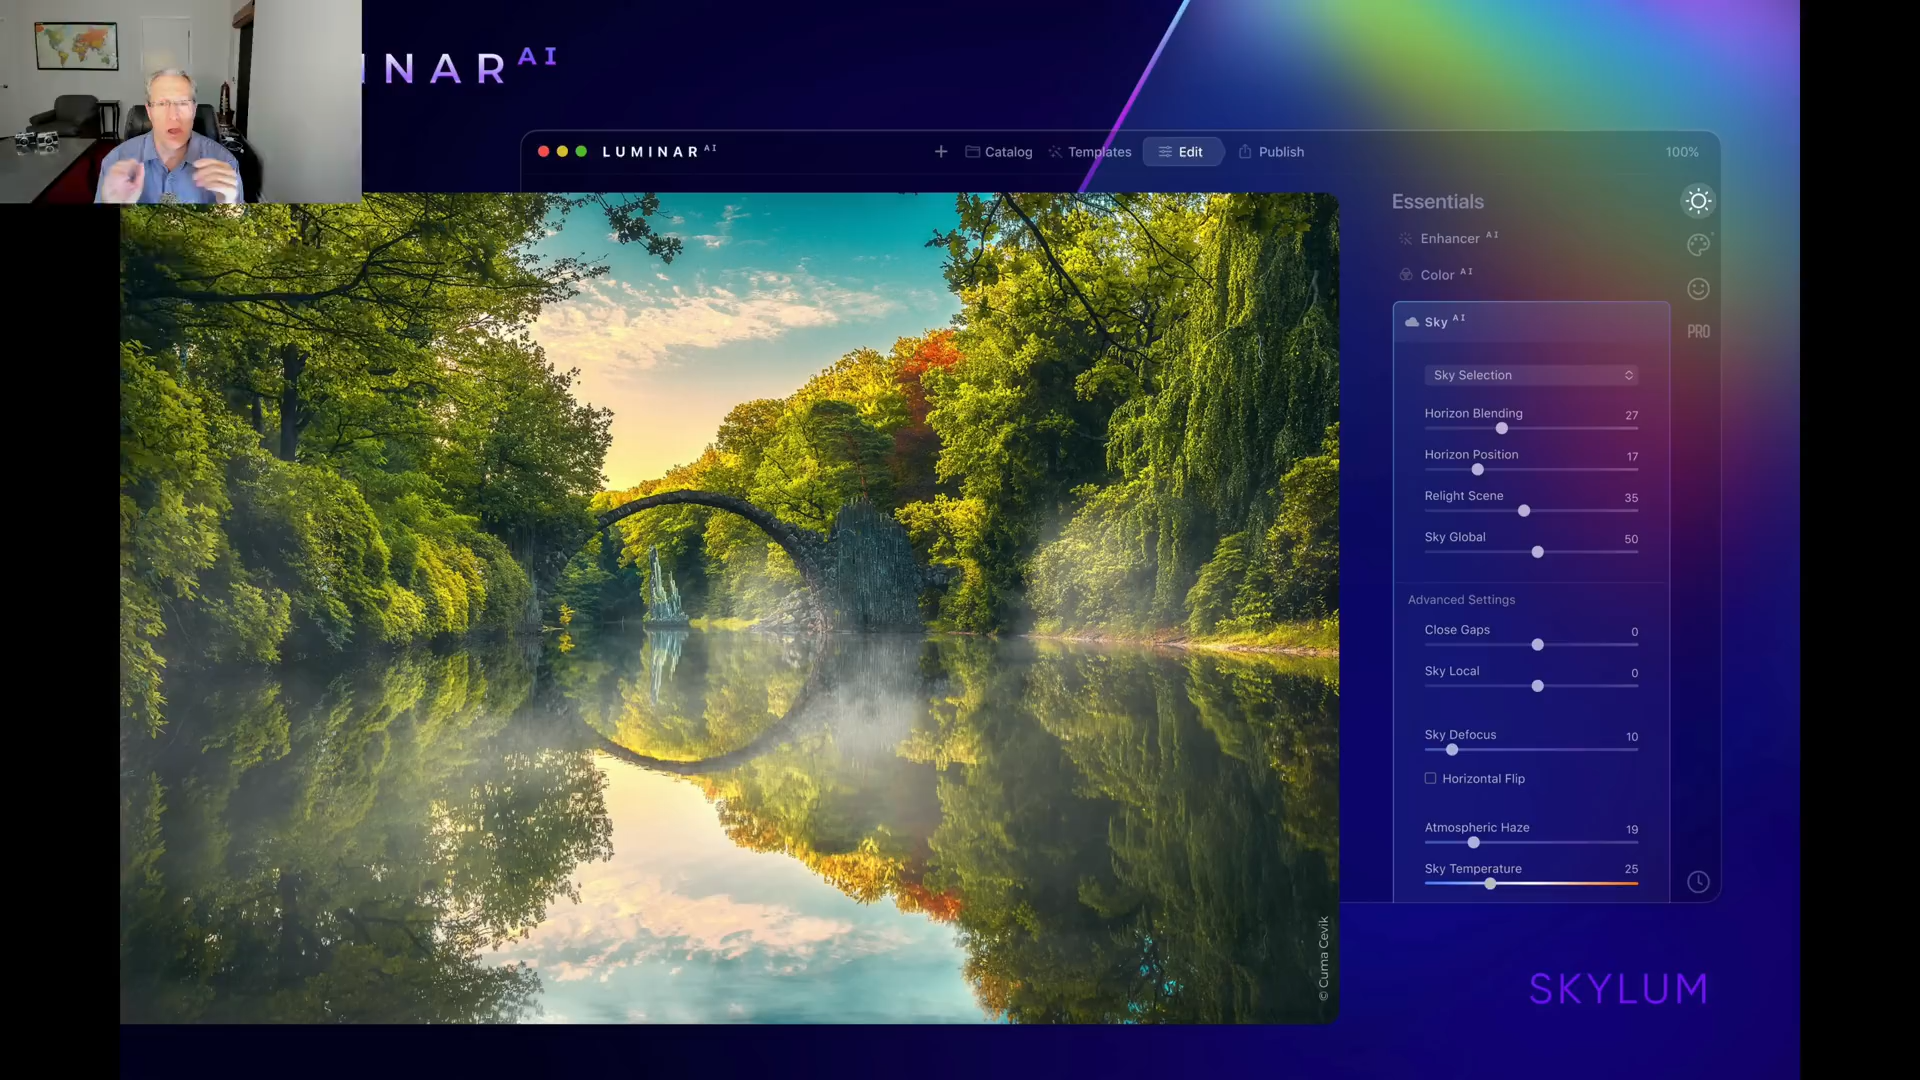 INAR AI
LUMINAR AI
Catalog
Templates
Edit
Publish
100%
Essentials
Enhancer AI
Color AI
Sky AI
PRO
Sky Selection
Horizon Blending 27
Horizon Position 17
Relight Scene 35
Sky Global 50
Advanced Settings
Close Gaps 0
Sky Local 0
Sky Defocus 10
Horizontal Flip
Atmospheric Haze 19
Sky Temperature 25
© Cuma Cevik
SKYLUM